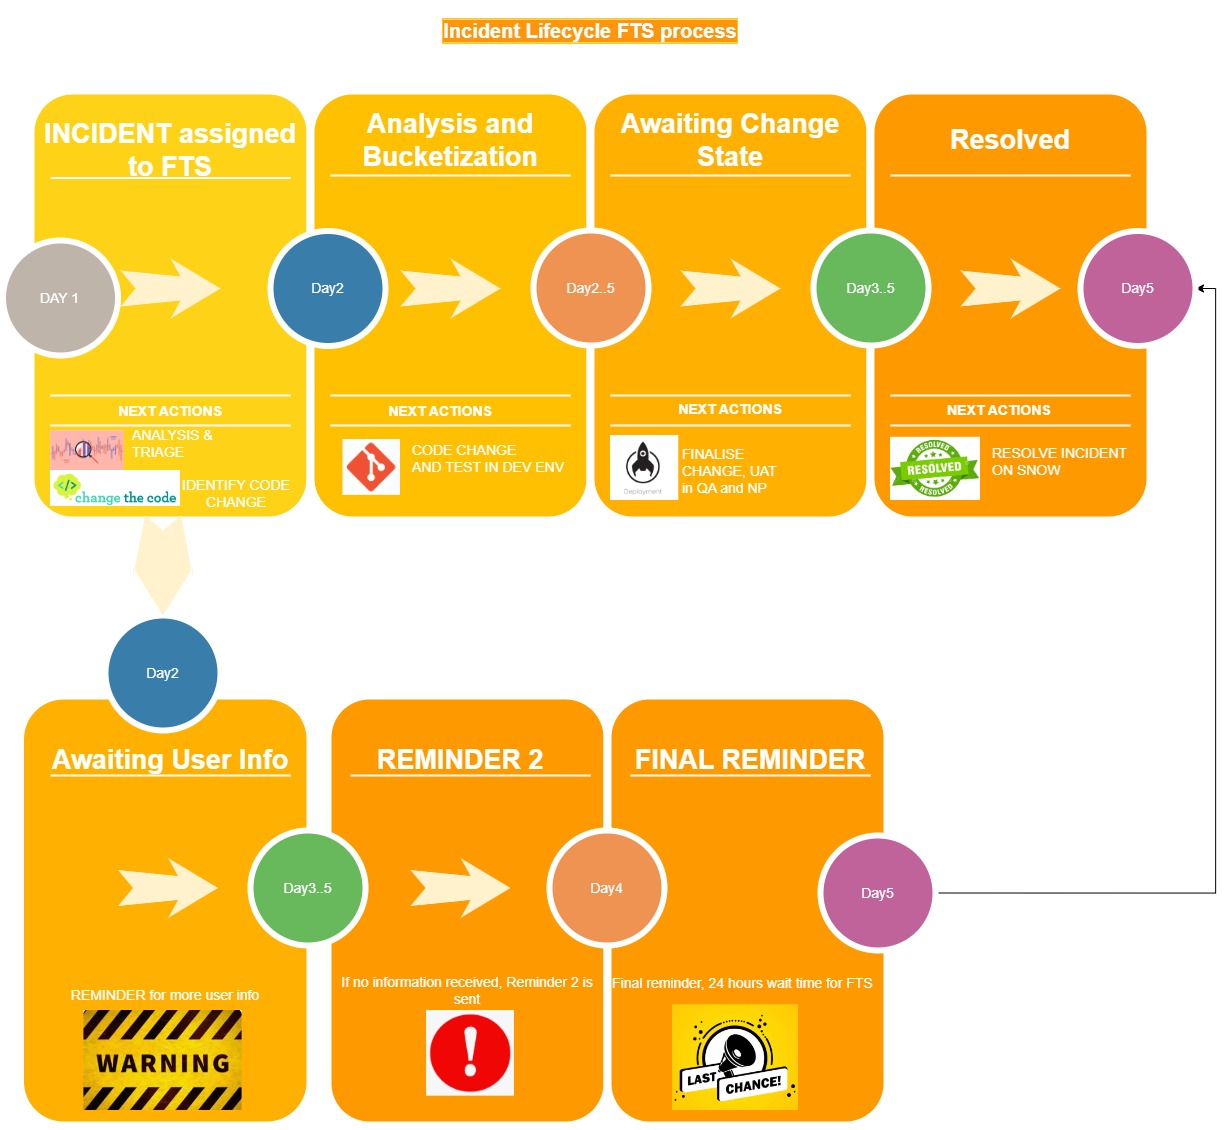 Incident Lifecycle FTS process
INCIDENT assigned
to FTS
DAY 1
NEXT ACTIONS
ANALYSIS &
TRIAGE
</> change the code
IDENTIFY CODE
CHANGE
Analysis and
Bucketization
Day2
NEXT ACTIONS
CODE CHANGE
AND TEST IN DEV ENV
Awaiting Change
State
Day2..5
NEXT ACTIONS
Deployment
FINALISE
CHANGE, UAT
in QA and NP
Resolved
Day3..5
Day5
NEXT ACTIONS
RESOLVED
RESOLVED
RESOLVED
RESOLVE INCIDENT
ON SNOW
Day2
Awaiting User Info
Day3..5
REMINDER for more user info
WARNING
REMINDER 2
Day4
If no information received, Reminder 2 is
sent
!
FINAL REMINDER
Day5
Final reminder, 24 hours wait time for FTS
LAST
CHANCE!